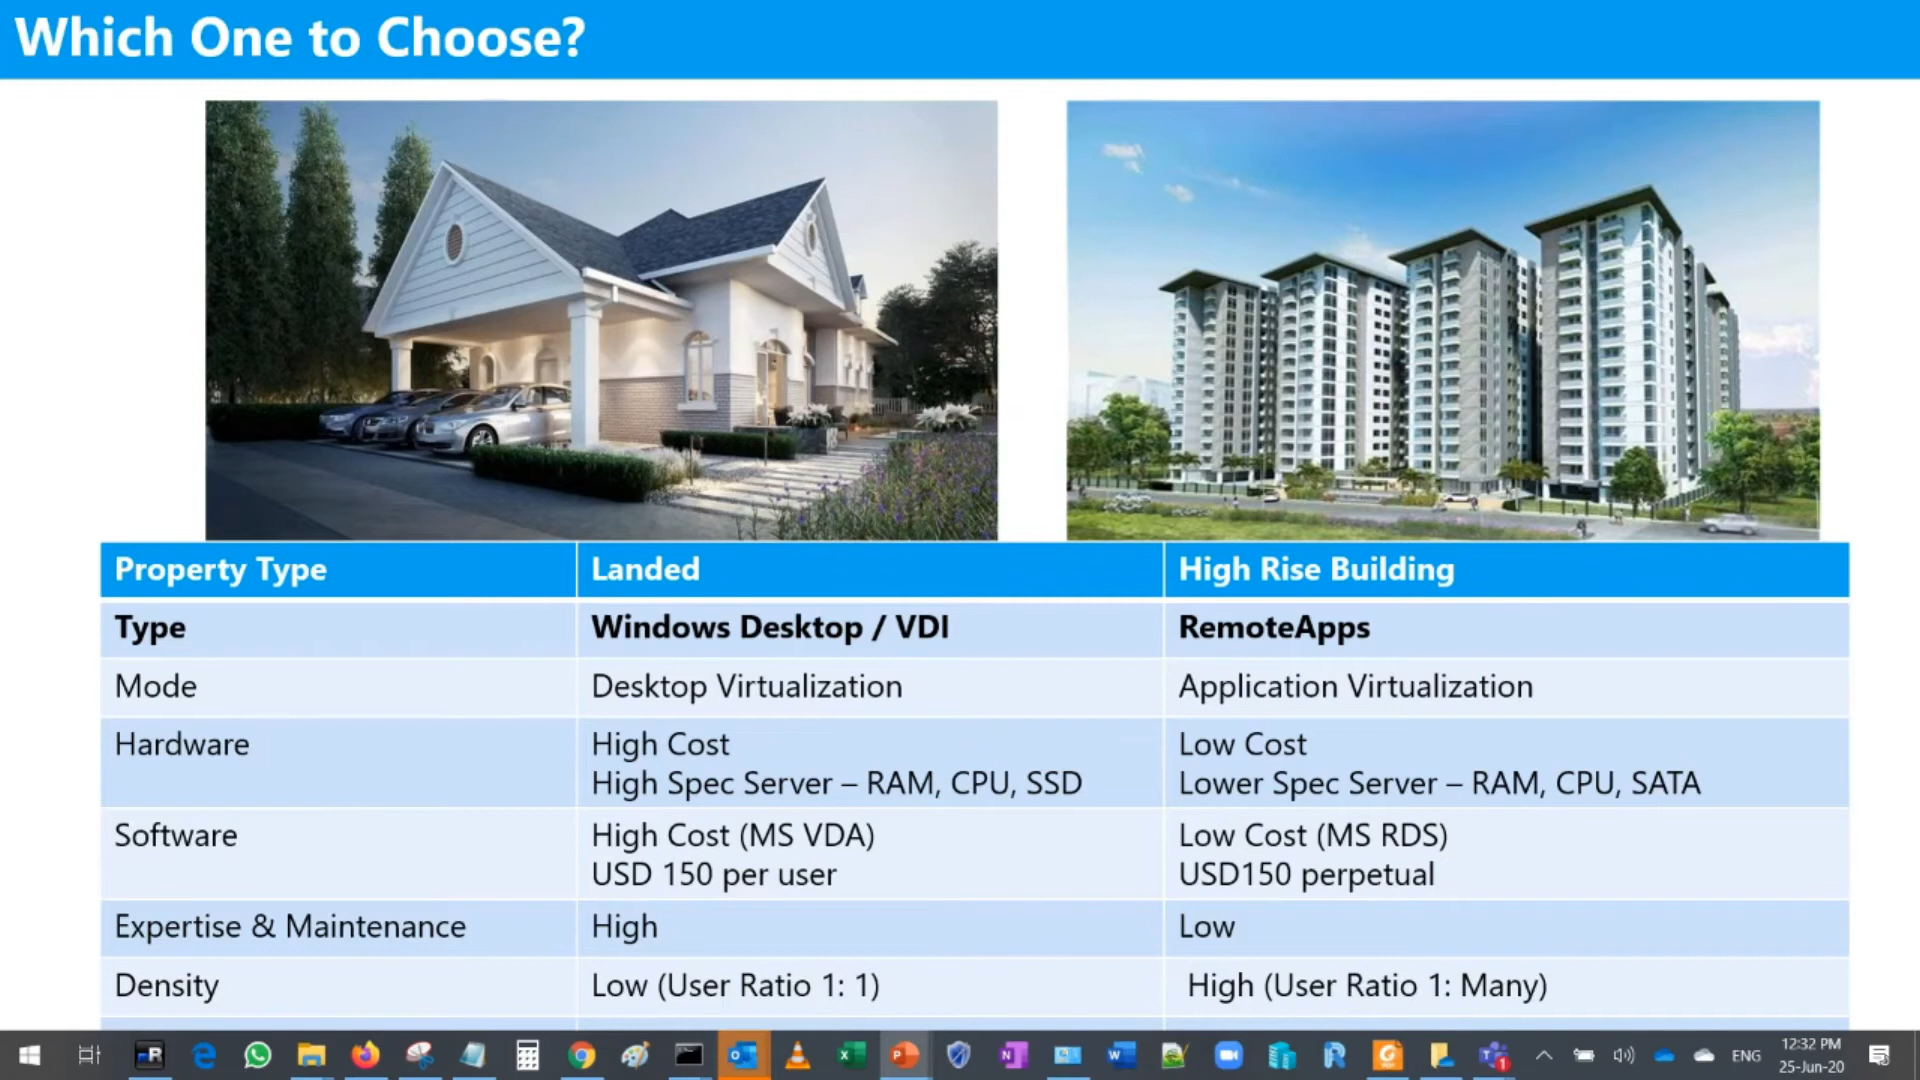 Which One to Choose?
Property Type
Landed
High Rise Building
Type
Windows Desktop / VDI
RemoteApps
Mode
Desktop Virtualization
Application Virtualization
Hardware
High Cost
High Spec Server – RAM, CPU, SSD
Low Cost
Lower Spec Server – RAM, CPU, SATA
Software
High Cost (MS VDA)
USD 150 per user
Low Cost (MS RDS)
USD150 perpetual
Expertise & Maintenance
High
Low
Density
Low (User Ratio 1: 1)
High (User Ratio 1: Many)
ENG
12:32 PM
25-Jun-20